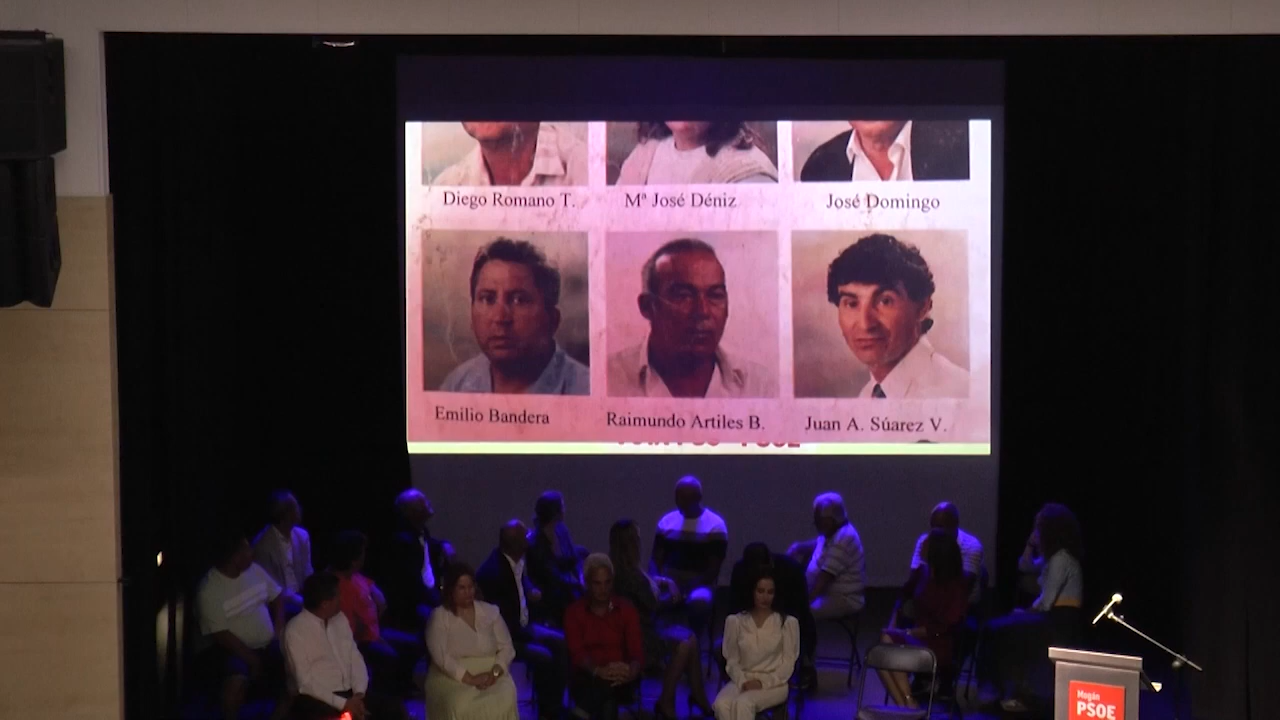 Diego Romano T.
Mª José Déniz
José Domingo
Emilio Bandera
Raimundo Artiles B.
Juan A. Súarez V.
Mogán
PSOE